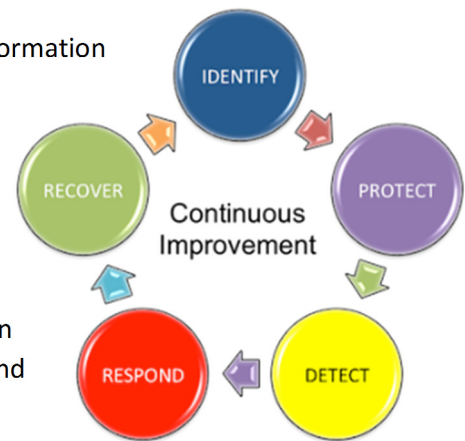 ormation
IDENTIFY
RECOVER
PROTECT
Continuous
Improvement
n
nd
RESPOND
DETECT